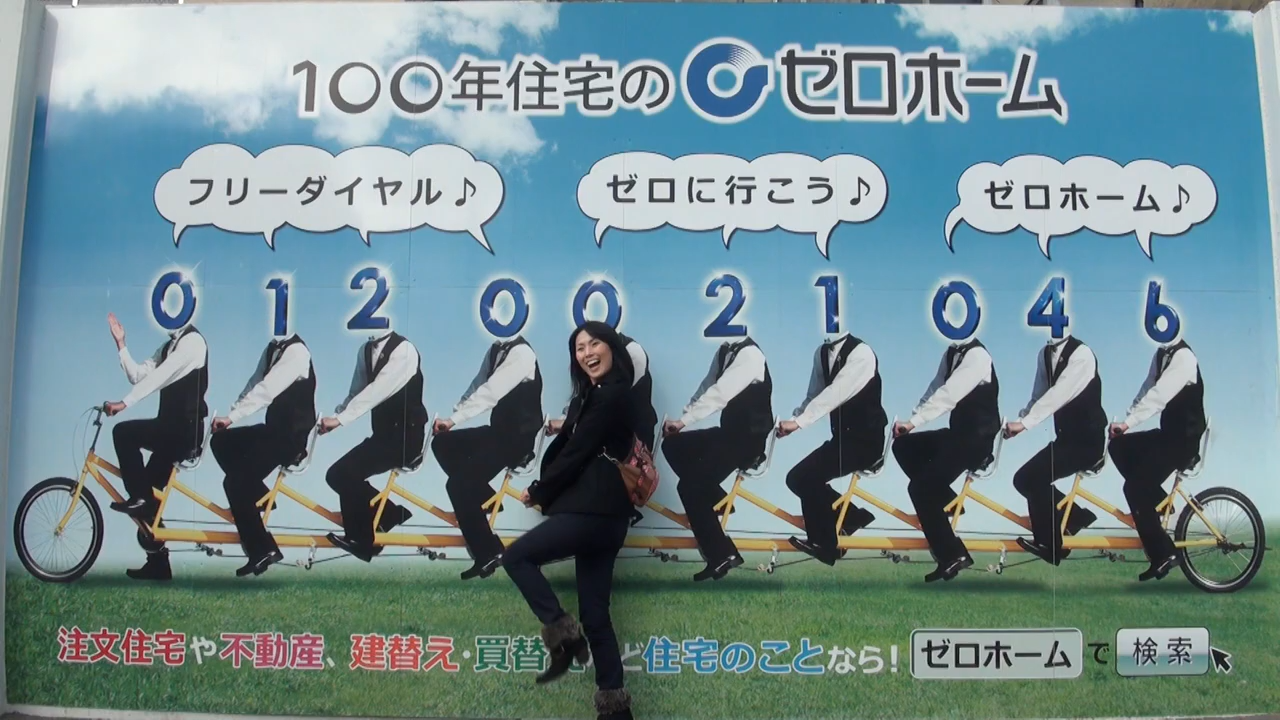 100年住宅のゼロホーム
フリーダイヤル♪ ゼロに行こう♪ ゼロホーム♪
0120021046
注文住宅や不動産、建替え・買替 ど住宅のことなら! ゼロホームで検索